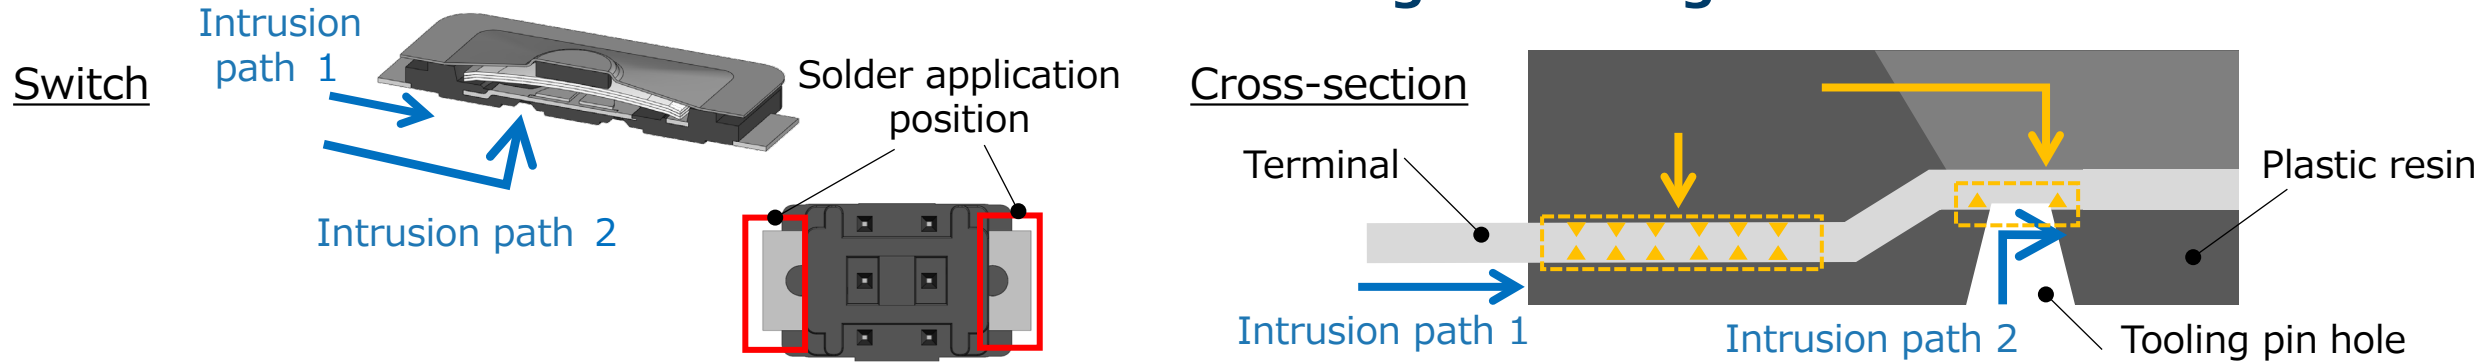 Intrusion
path 1
Switch
Solder application
position
Intrusion path 2
Cross-section
Terminal
Plastic resin
Intrusion path 1
Intrusion path 2
Tooling pin hole